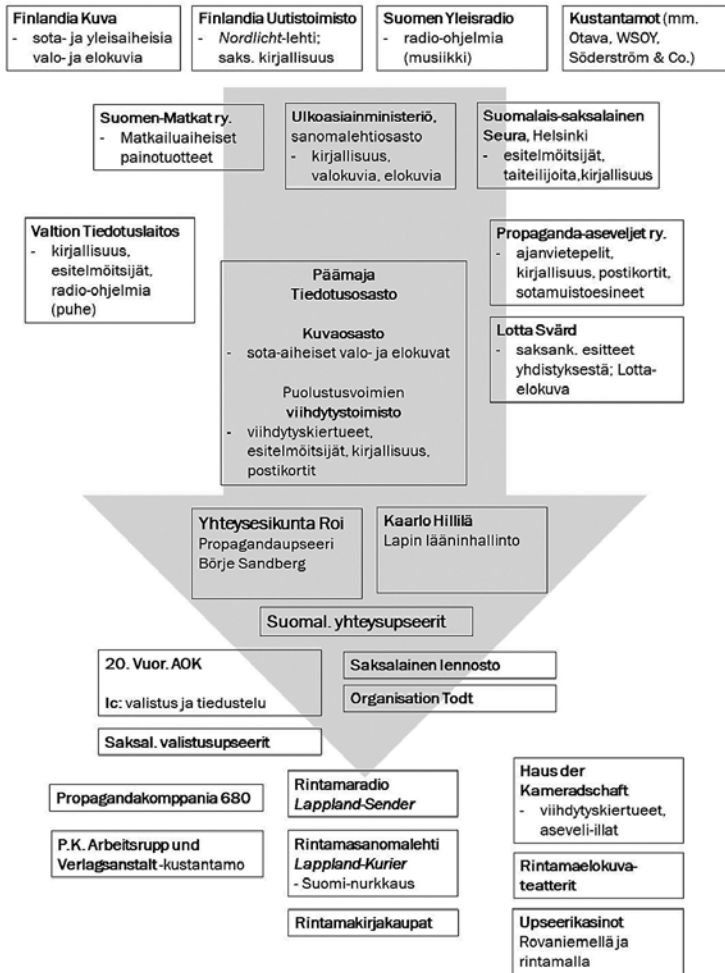 Finlandia Kuva
- sota- ja yleisaiheisia
valo- ja elokuvia
Finlandia Uutistoimisto
- Nordlicht-lehti;
saks. kirjallisuus
Suomen Yleisradio
- radio-ohjelmia
(musiikki)
Kustantamot (mm.
Otava, WSOY,
Söderström & Co.)
Suomen-Matkat ry.
- Matkailuaiheiset
painotuotteet
Ulkoasiainministeriö,
sanomalehtiosasto
- kirjallisuus,
valokuvia, elokuvia
Suomalais-saksalainen
Seura, Helsinki
- esitelmöitsijät,
taiteilijoita,kirjallisuus
Valtion Tiedotuslaitos
- kirjallisuus,
esitelmöitsijät,
radio-ohjelmia
(puhe)
Päämaja
Tiedotusosasto
Kuvaosasto
- sota-aiheiset valo- ja elokuvat
Puolustusvoimien
viihdytystoimisto
- viihdytyskiertueet,
esitelmöitsijät, kirjallisuus,
postikortit
Propaganda-aseveljet ry.
- ajanvietepelit,
kirjallisuus, postikortit,
sotamuistoesineet
Lotta Svärd
- saksank. esitteet
yhdistyksestä; Lotta-
elokuva
Yhteysesikunta Roi
Propagandaupseeri
Börje Sandberg
Kaarlo Hillilä
Lapin lääninhallinto
Suomal. yhteysupseerit
20. Vuor. AOK
Ic: valistus ja tiedustelu
Saksalainen lennosto
Organisation Todt
Saksal. valistusupseerit
Propagandakomppania 680
P.K. Arbeitsrupp und
Verlagsanstalt -kustantamo
Rintamaradio
Lappland-Sender
Rintamasanomalehti
Lappland-Kurier
- Suomi-nurkkaus
Rintamakirjakaupat
Haus der
Kameradschaft
- viihdytyskiertueet,
aseveli-illat
Rintamaelokuva-
teatterit
Upseerikasinot
Rovaniemellä ja
rintamalla